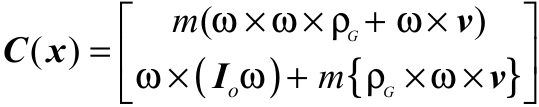 C(x) = [ m(ω × ω × ρ_G + ω × v)
ω × (I_o ω) + m{ρ_G × ω × v} ]